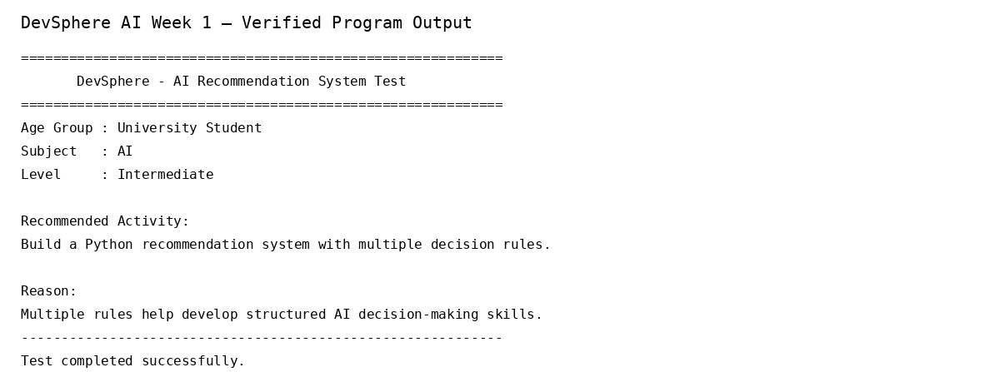 DevSphere AI Week 1 — Verified Program Output
============================================================
DevSphere - AI Recommendation System Test
============================================================
Age Group : University Student
Subject   : AI
Level     : Intermediate
Recommended Activity:
Build a Python recommendation system with multiple decision rules.
Reason:
Multiple rules help develop structured AI decision-making skills.
------------------------------------------------------------
Test completed successfully.